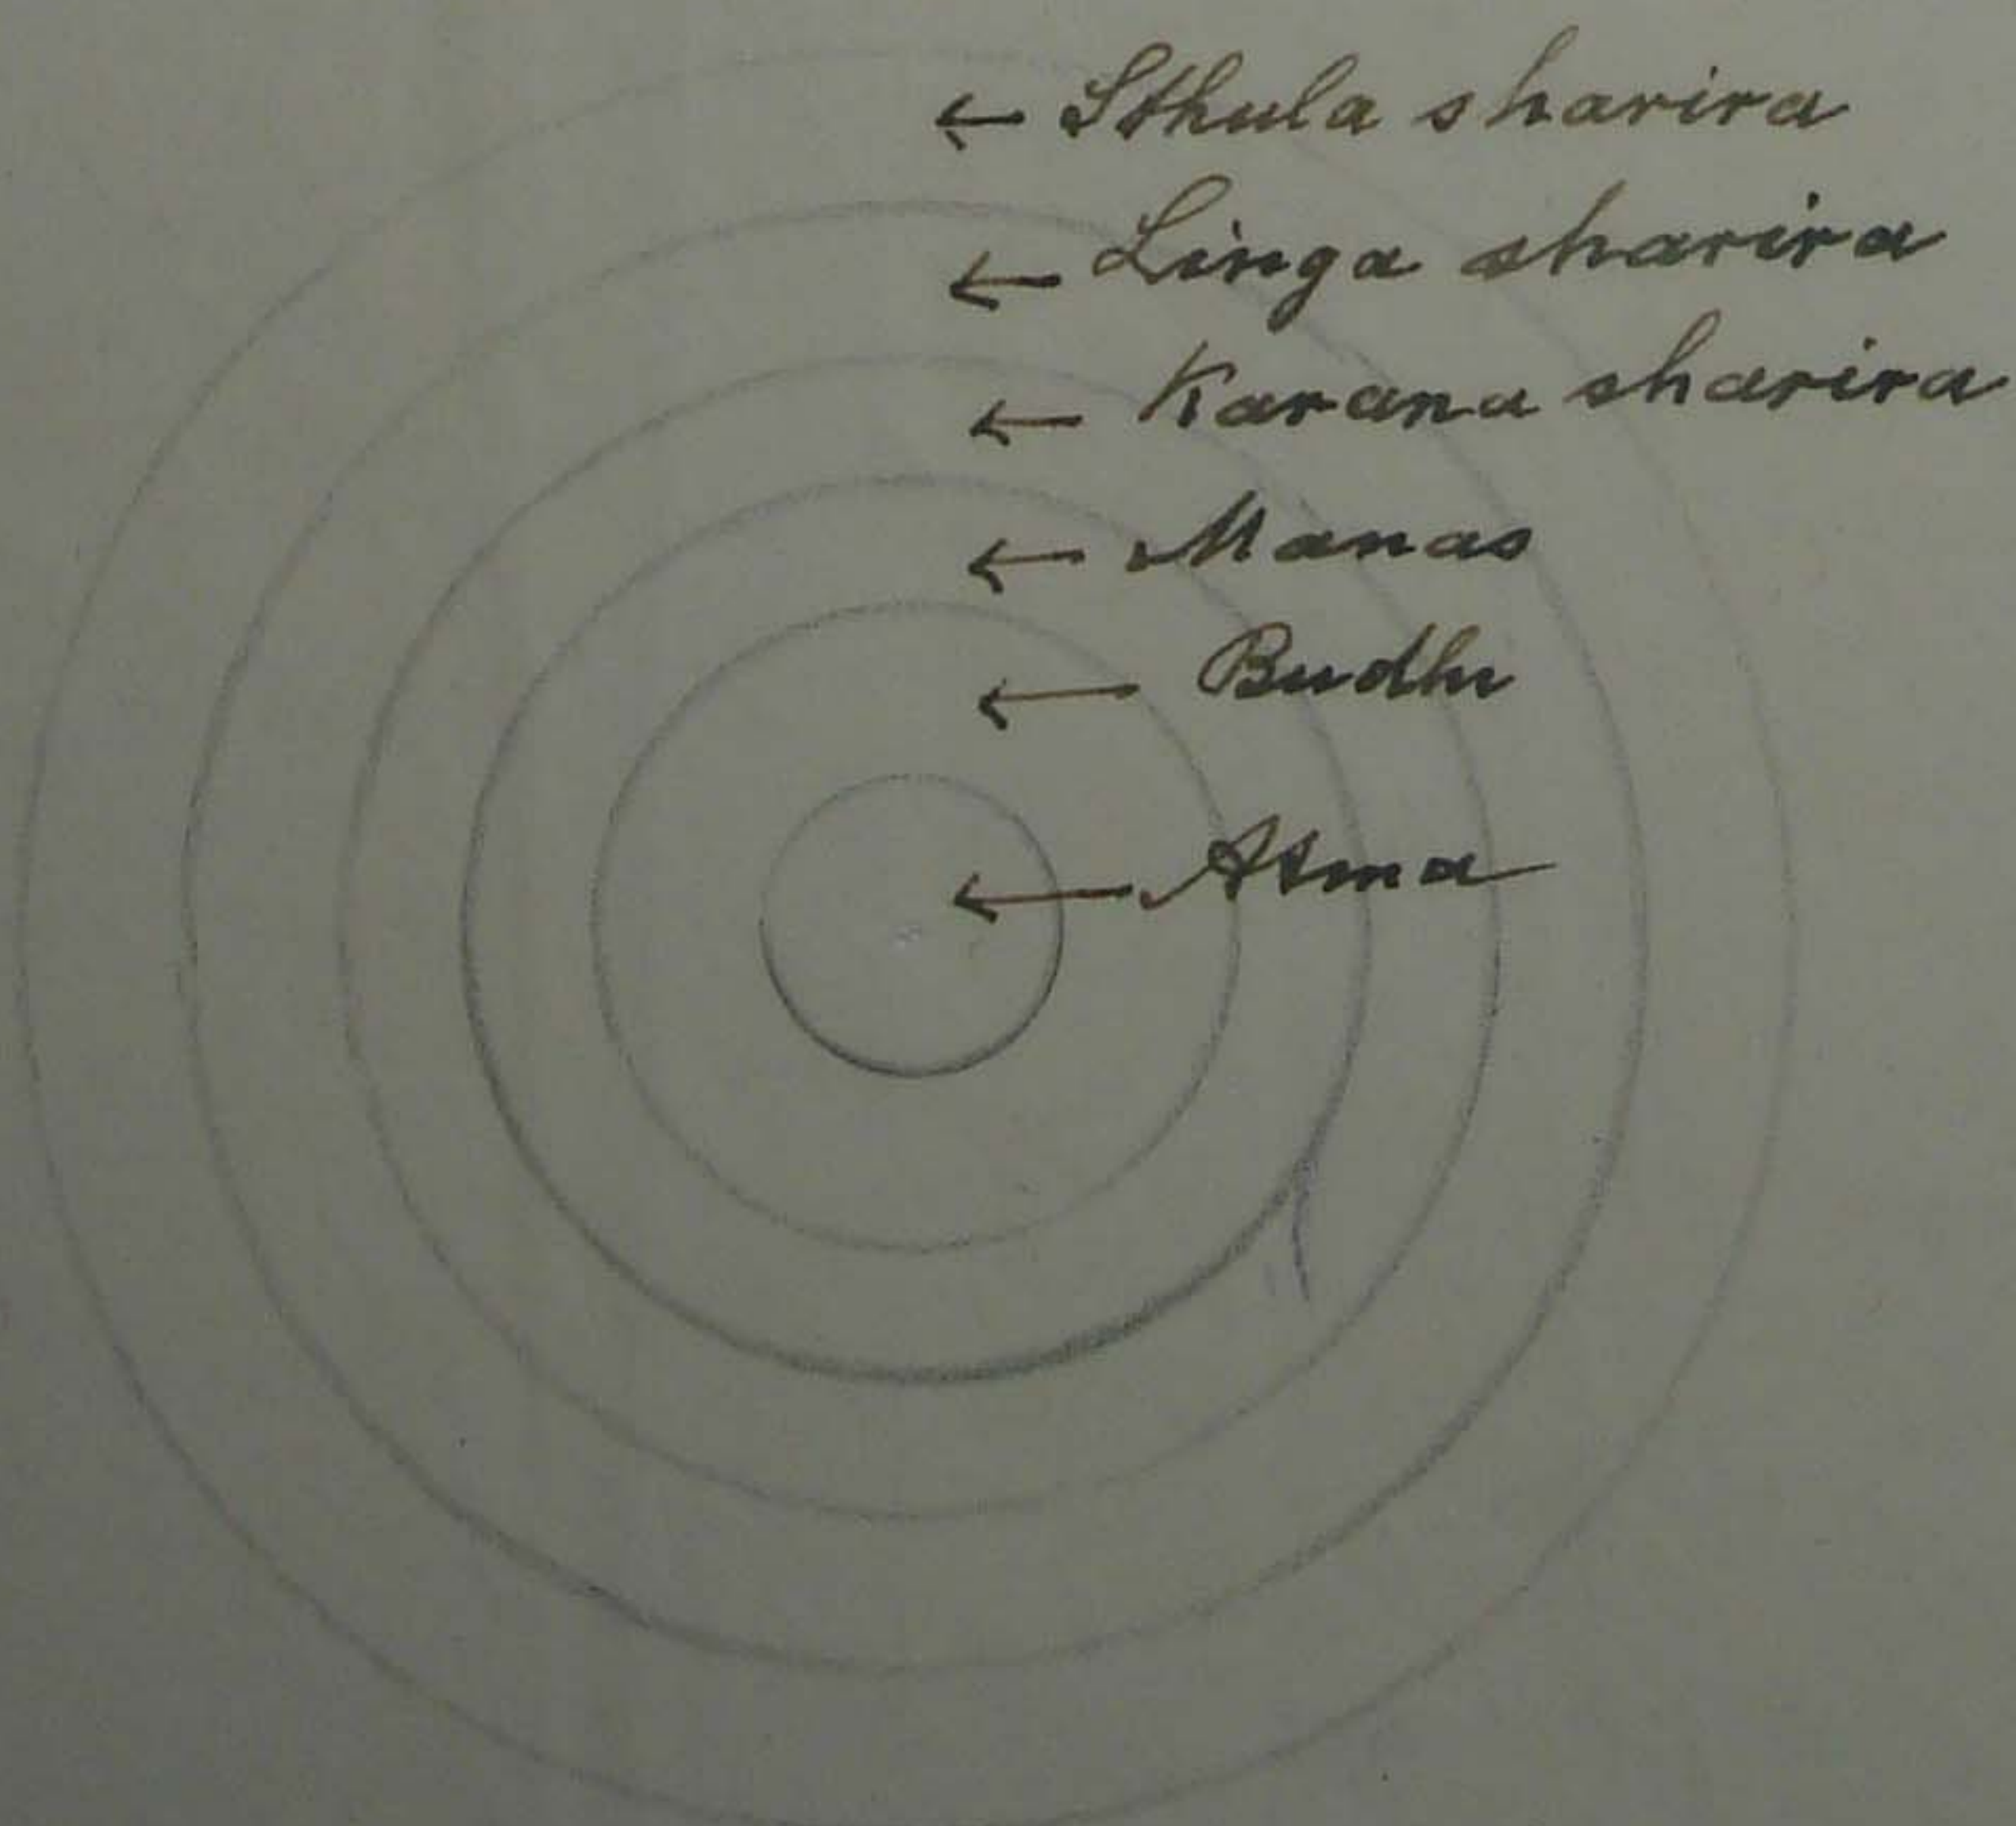 ← Sthula sharira
← Linga sharira
← Karana sharira
← Manas
← Budhi
← Atma